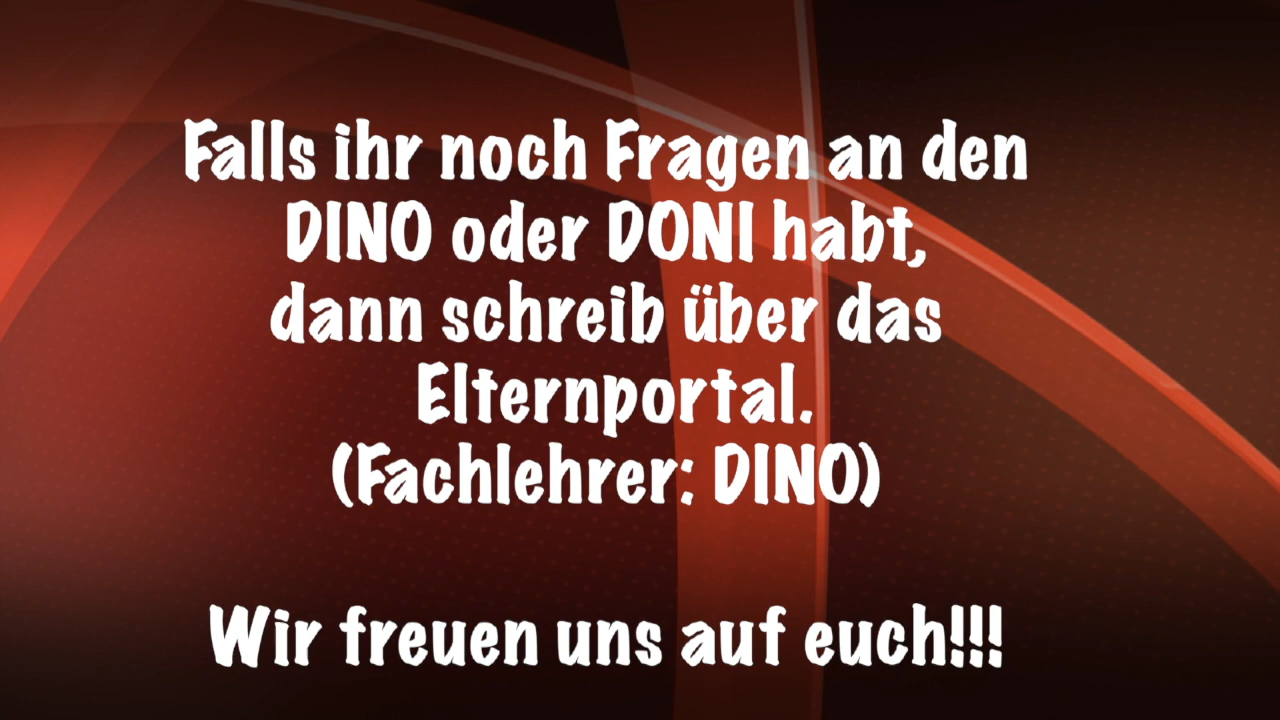 Falls ihr noch Fragen an den
DINO oder DONI habt,
dann schreib über das
Elternportal.
(Fachlehrer: DINO)
Wir freuen uns auf euch!!!